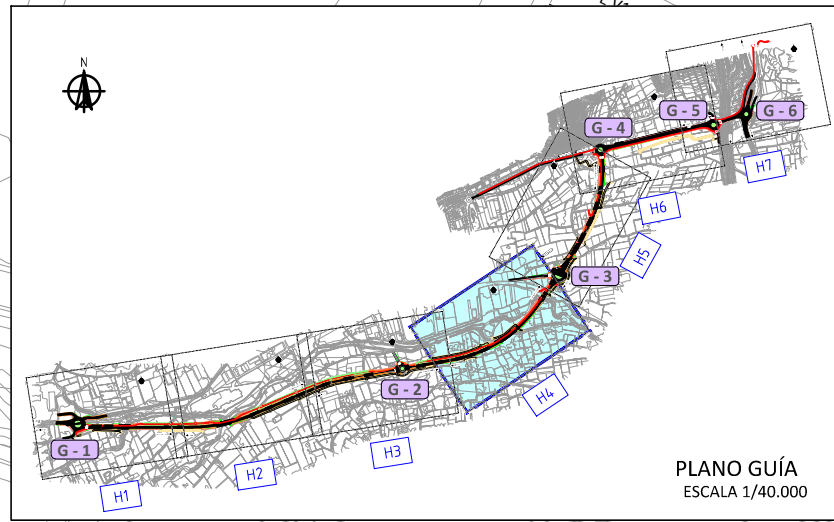 N
G - 4
G - 5
G - 6
H7
H6
H5
G - 3
H4
G - 2
H3
G - 1
H2
H1
PLANO GUÍA
ESCALA 1/40.000